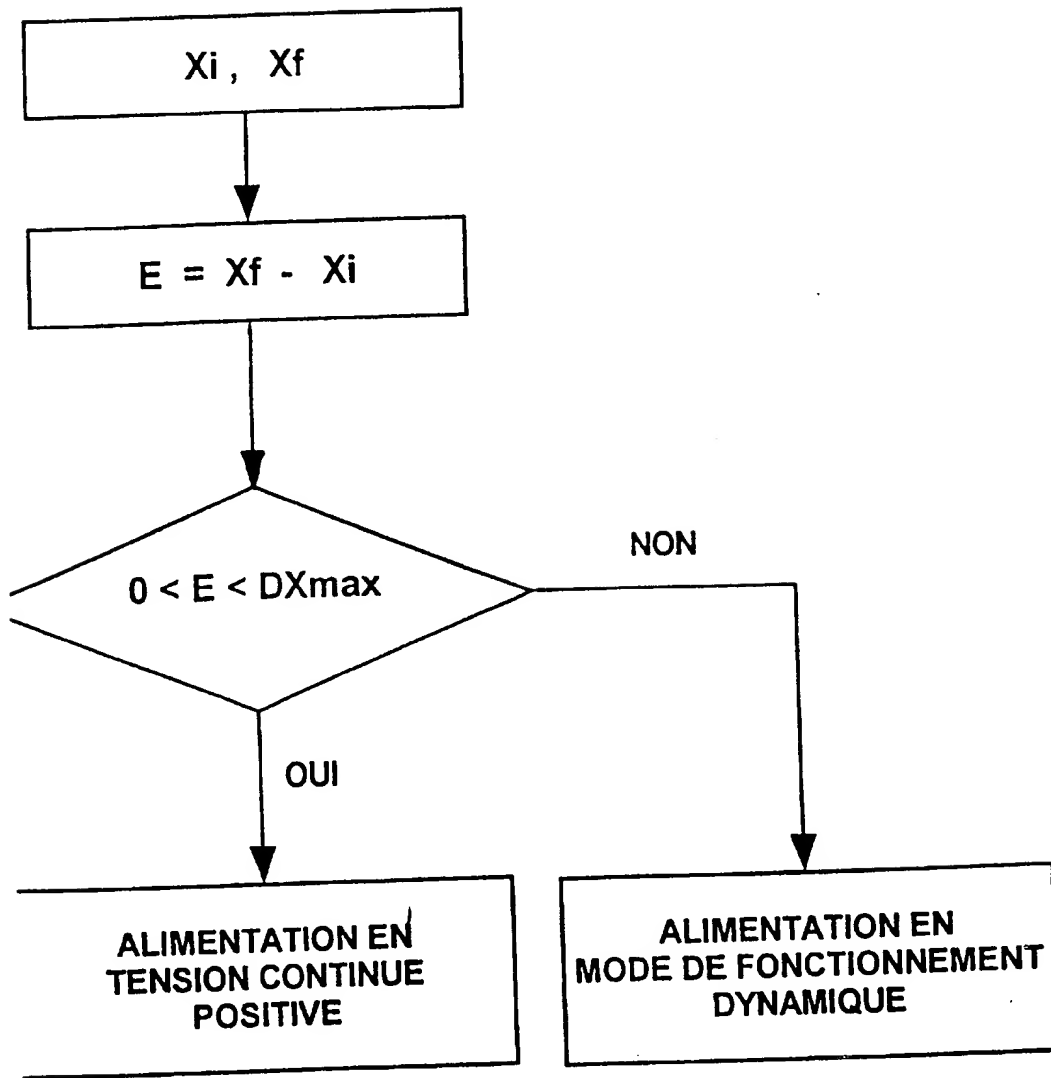 Xi , Xf
E = Xf - Xi
0 < E < DXmax
NON
OUI
ALIMENTATION EN
TENSION CONTINUE
POSITIVE
ALIMENTATION EN
MODE DE FONCTIONNEMENT
DYNAMIQUE